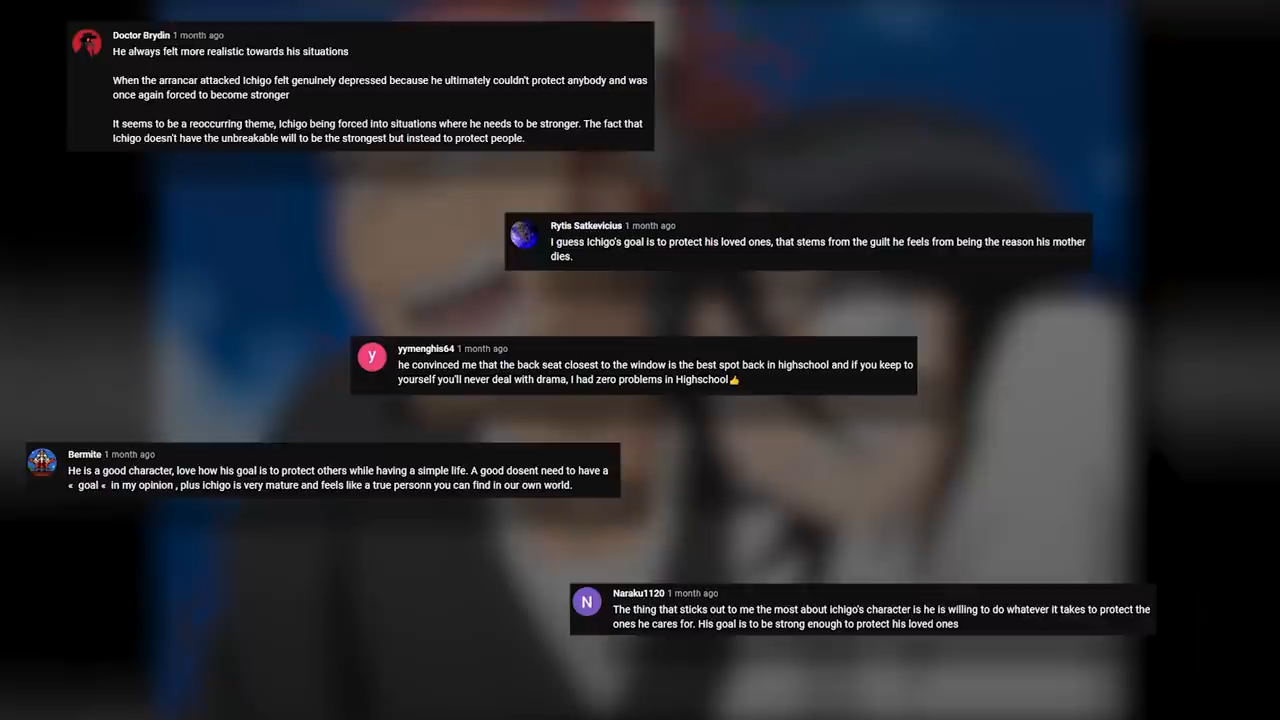 Doctor Brydin 1 month ago
He always felt more realistic towards his situations
When the arrancar attacked Ichigo felt genuinely depressed because he ultimately couldn't protect anybody and was
once again forced to become stronger
It seems to be a reoccurring theme, Ichigo being forced into situations where he needs to be stronger. The fact that
Ichigo doesn't have the unbreakable will to be the strongest but instead to protect people.
Rytis Satkevicius 1 month ago
I guess Ichigo's goal is to protect his loved ones, that stems from the guilt he feels from being the reason his mother
dies.
y
yymenghis64 1 month ago
he convinced me that the back seat closest to the window is the best spot back in highschool and if you keep to
yourself you'll never deal with drama, I had zero problems in Highschool👍
Bermite 1 month ago
He is a good character, love how his goal is to protect others while having a simple life. A good dosent need to have a
« goal « in my opinion , plus ichigo is very mature and feels like a true personn you can find in our own world.
N
Naraku1120 1 month ago
The thing that sticks out to me the most about ichigo's character is he is willing to do whatever it takes to protect the
ones he cares for. His goal is to be strong enough to protect his loved ones